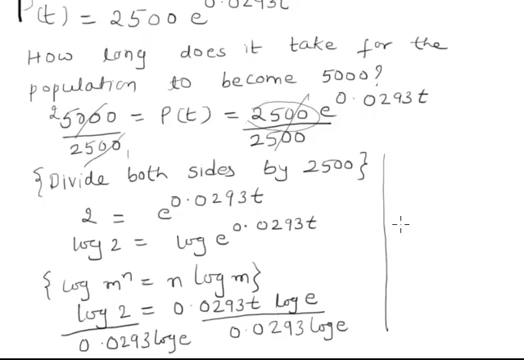 P(t) = 2500 e^0.0293t
How long does it take for the
population to become 5000?
5000/2500 = P(t) = 2500 e^0.0293t/2500
{Divide both sides by 2500}
2 = e^0.0293t
log 2 = log e^0.0293t
{log m^n = n log m}
log 2/0.0293 log e = 0.0293t log e/0.0293 log e